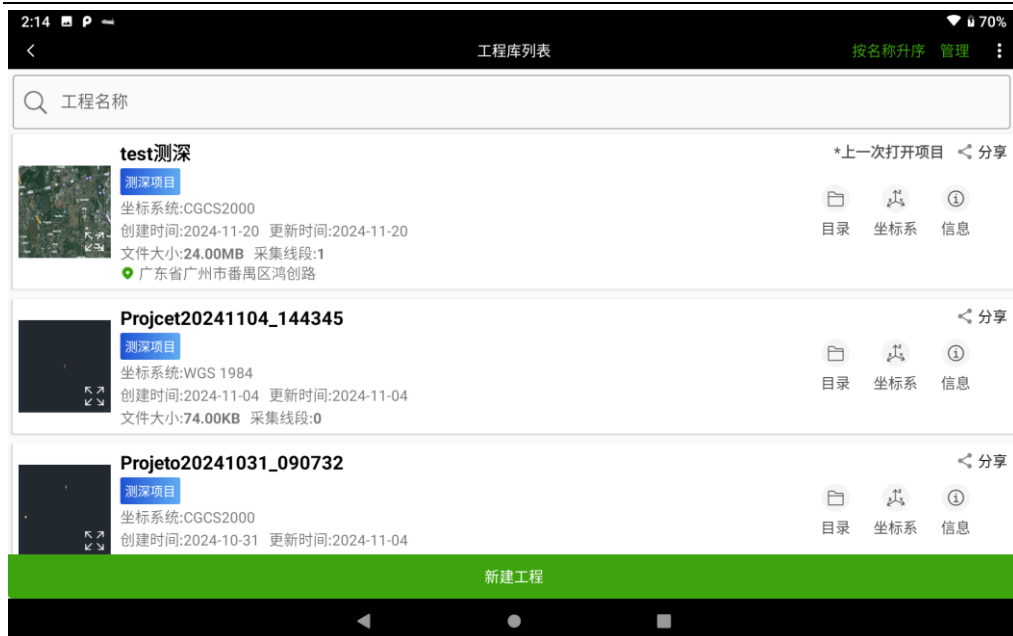 2:14 70%
工程库列表 按名称升序 管理
工程名称
test测深 *上一次打开项目 分享
测深项目
坐标系统:CGCS2000
创建时间:2024-11-20 更新时间:2024-11-20
目录 坐标系 信息
文件大小:24.00MB 采集线段:1
广东省广州市番禺区鸿创路
Projcet20241104_144345 分享
测深项目
坐标系统:WGS 1984
目录 坐标系 信息
创建时间:2024-11-04 更新时间:2024-11-04
文件大小:74.00KB 采集线段:0
Projeto20241031_090732 分享
测深项目
坐标系统:CGCS2000
目录 坐标系 信息
创建时间:2024-10-31 更新时间:2024-11-04
新建工程